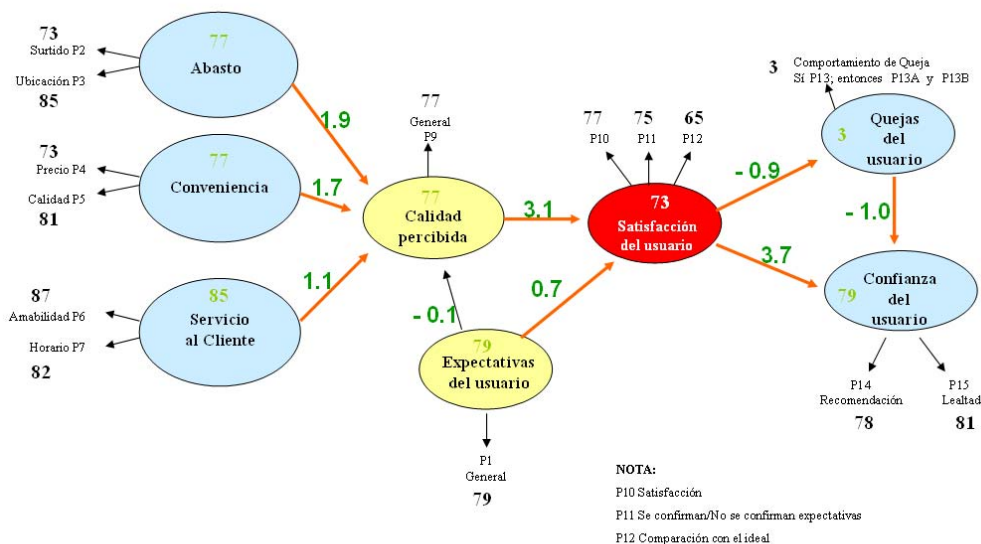 73
Surtido P2
Ubicación P3
85
77
Abasto
1.9
73
Precio P4
Calidad P5
81
77
Conveniencia
1.7
87
Amabilidad P6
Horario P7
82
85
Servicio
al Cliente
1.1
77
General
P9
77
Calidad
percibida
3.1
- 0.1
79
Expectativas
del usuario
0.7
P1
General
79
77
P10
75
P11
65
P12
73
Satisfacción
del usuario
- 0.9
3.7
3
Comportamiento de Queja
Sí P13; entonces P13A y P13B
3
Quejas
del
usuario
- 1.0
79
Confianza
del
usuario
P14
Recomendación
78
P15
Lealtad
81
NOTA:
P10 Satisfacción
P11 Se confirman/No se confirman expectativas
P12 Comparación con el ideal